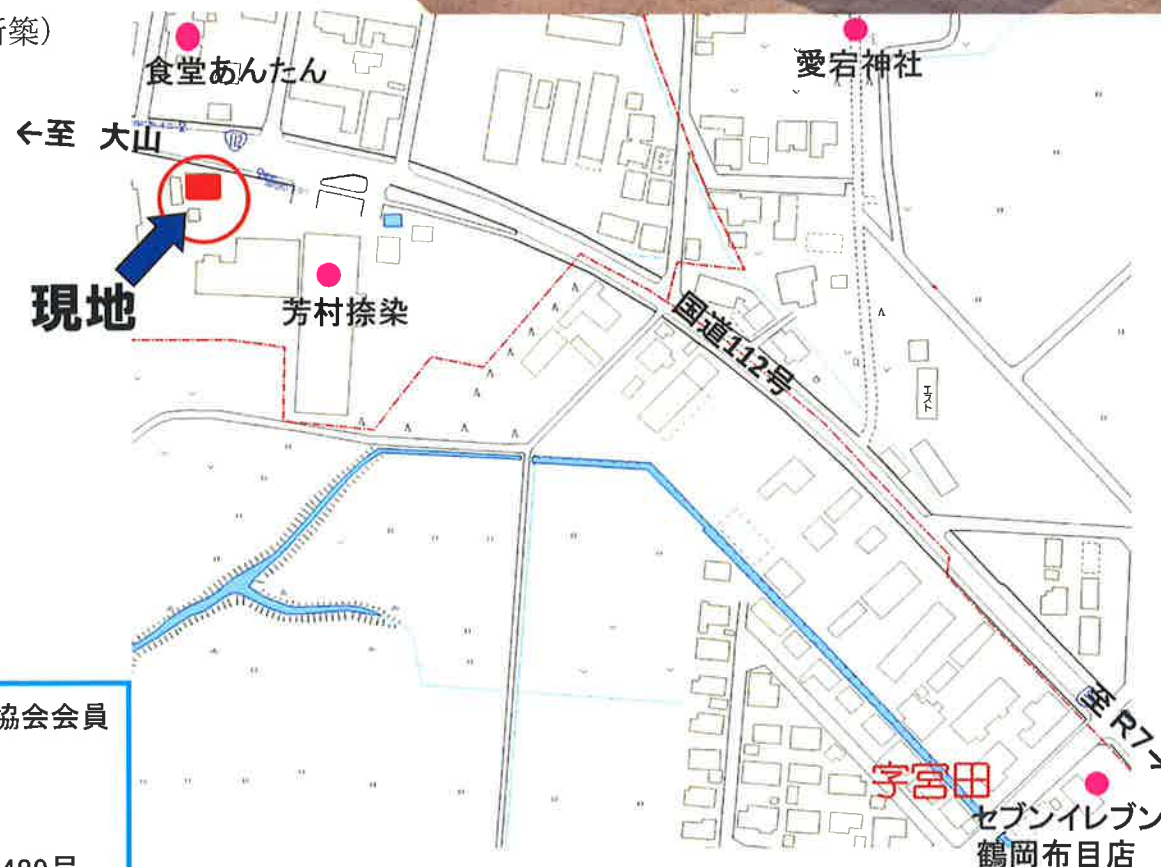 新築)
食堂あんたん
愛宕神社
←至 大山
112
現地
芳村捺染
国道112号
エスト
至 R7→
協会会員
字宮田
セブンイレブン
鶴岡布目店